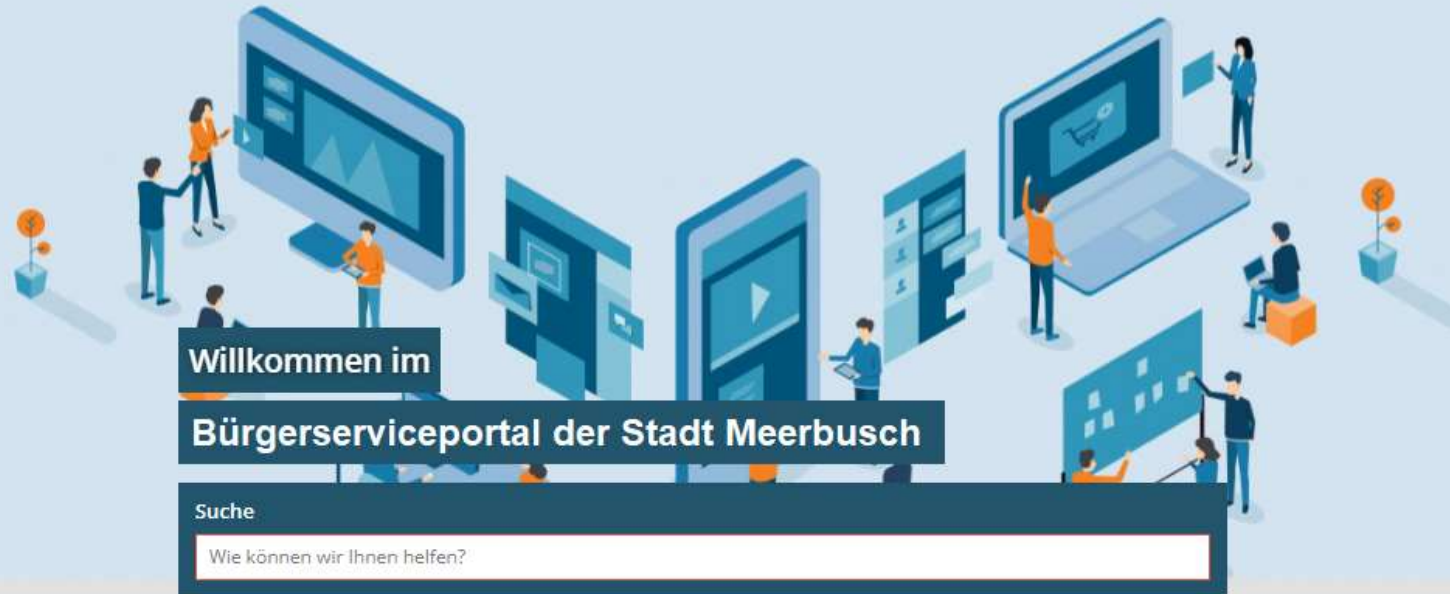 Willkommen im
Bürgerserviceportal der Stadt Meerbusch
Suche
Wie können wir Ihnen helfen?